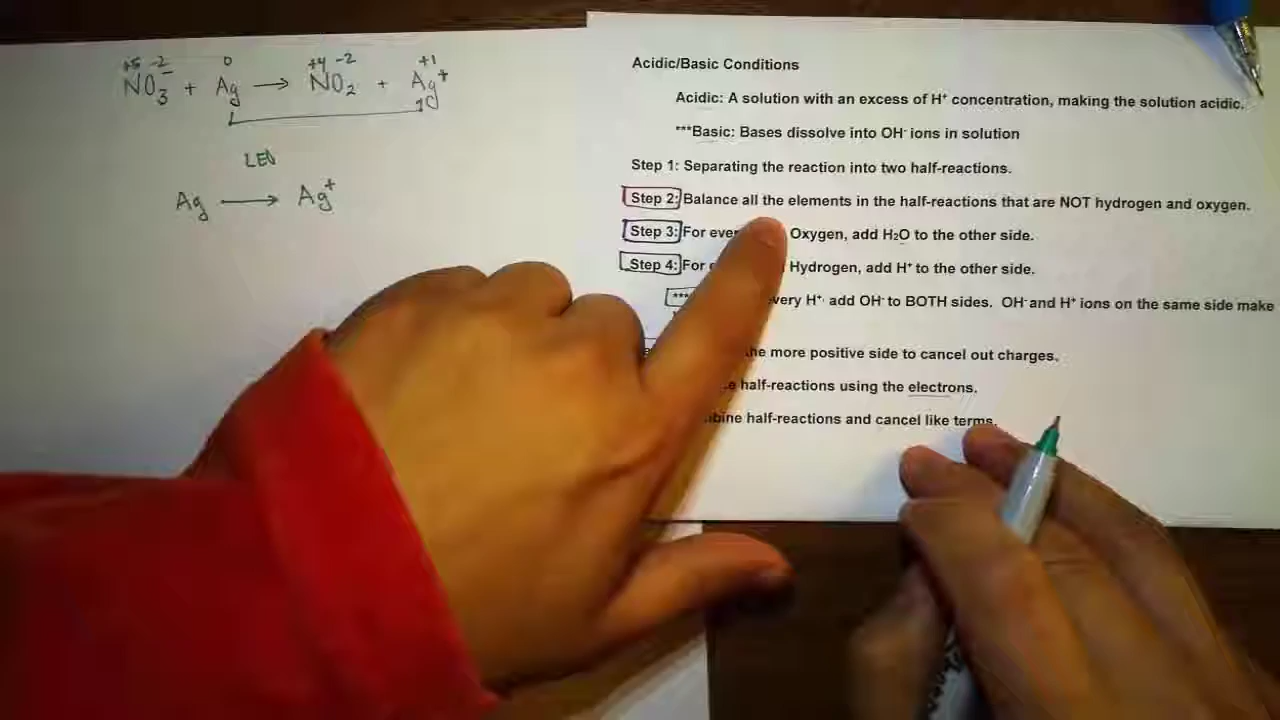 +5 -2 0 +4 -2 +1
NO3- + Ag → NO2 + Ag+
LEO
Ag → Ag+
Acidic/Basic Conditions
Acidic: A solution with an excess of H+ concentration, making the solution acidic.
***Basic: Bases dissolve into OH- ions in solution
Step 1: Separating the reaction into two half-reactions.
Step 2: Balance all the elements in the half-reactions that are NOT hydrogen and oxygen.
Step 3: For Oxygen, add H2O to the other side.
Step 4: For Hydrogen, add H+ to the other side.
*** very H+, add OH- to BOTH sides. OH- and H+ ions on the same side make
the more positive side to cancel out charges.
half-reactions using the electrons.
half-reactions and cancel like terms.